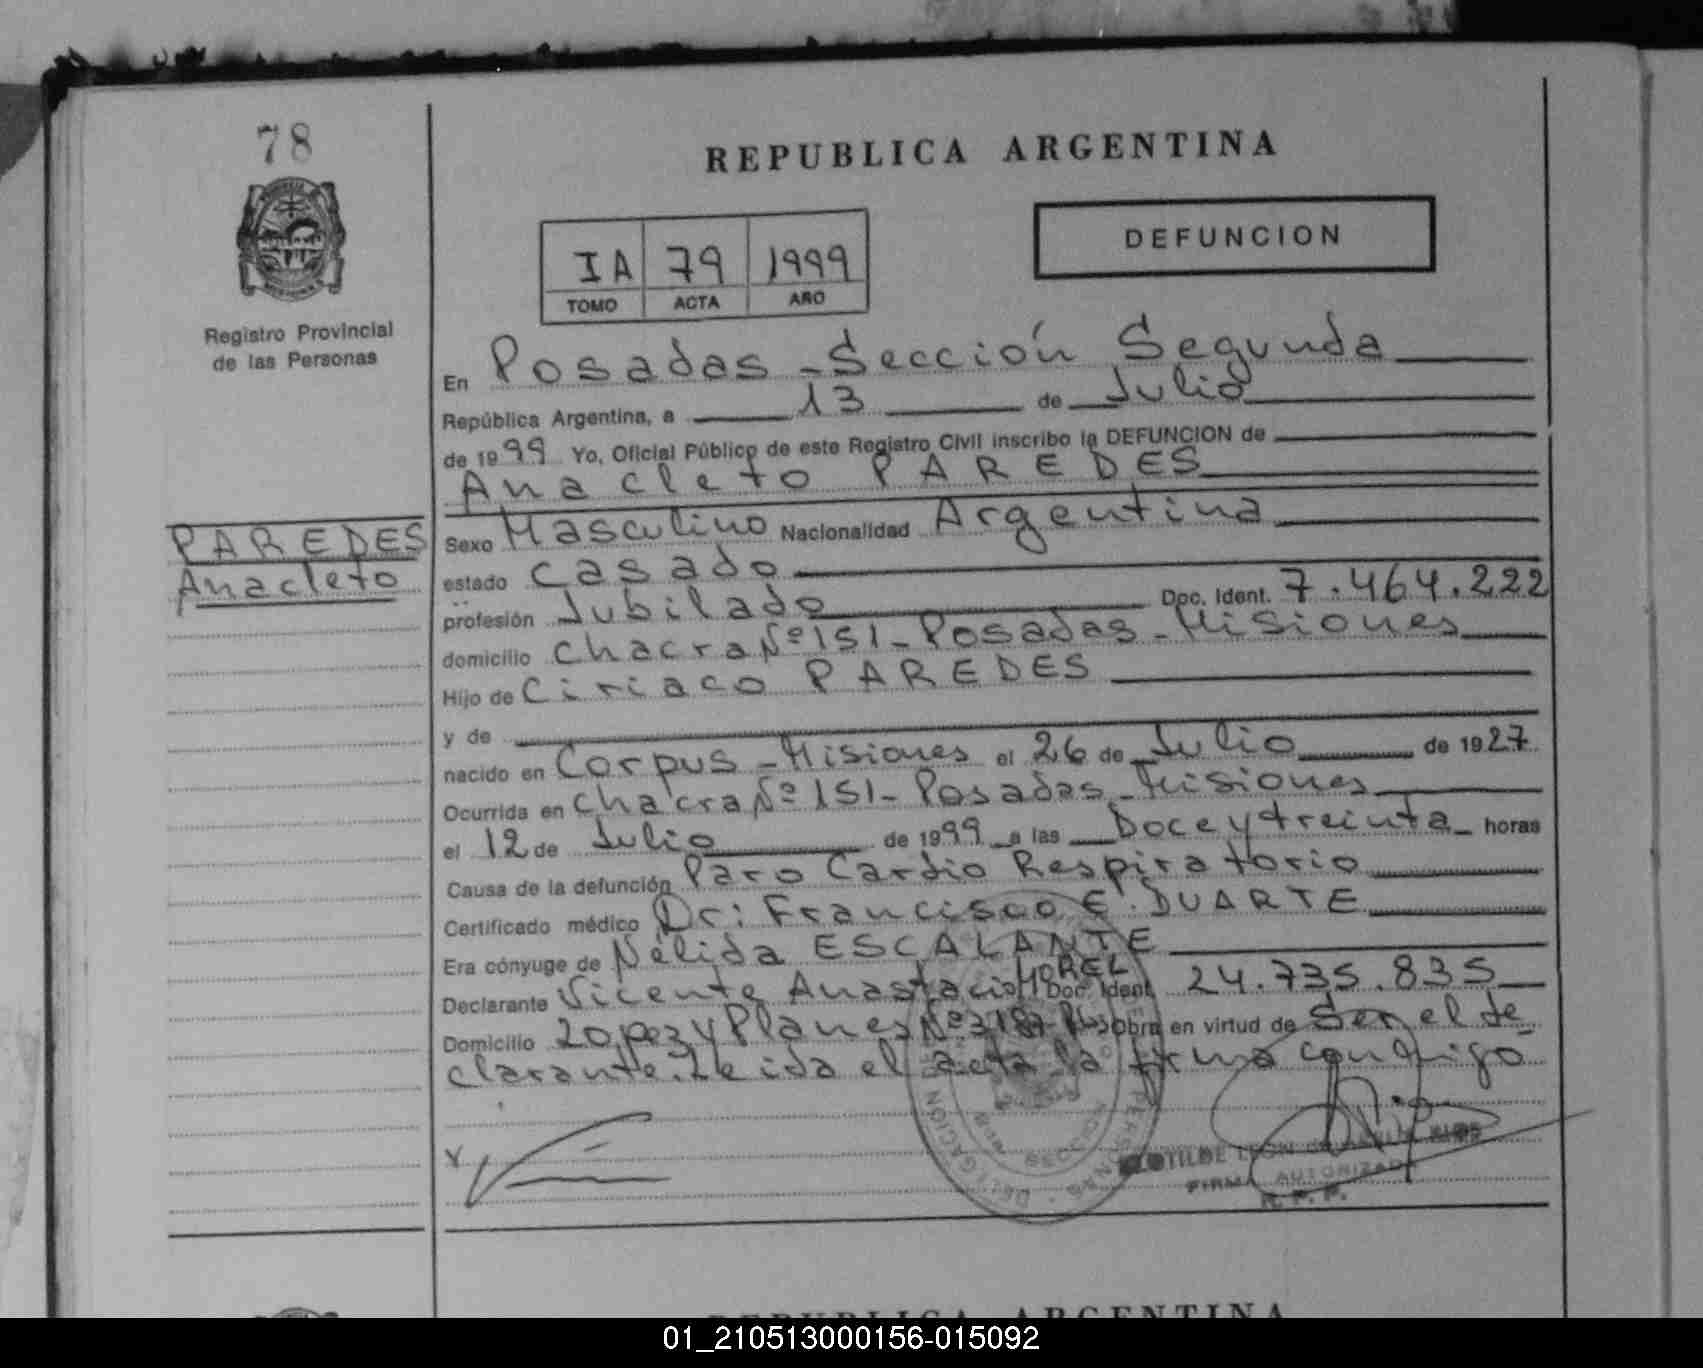 78
Registro Provincial
de las Personas
PAREDES
Anacleto
REPUBLICA ARGENTINA
IA 79 1999
TOMO ACTA AÑO
DEFUNCION
En Posadas - Sección Segunda
República Argentina, a 13 de Julio
de 1999 Yo, Oficial Público de este Registro Civil inscribo la DEFUNCION de
Anacleto PAREDES
Sexo Masculino Nacionalidad Argentina
estado casado
profesión Jubilado Doc. Ident. 7.464.222
domicilio Chacra Nº 151 - Posadas - Misiones
Hijo de Ciriaco PAREDES
y de
nacido en Corpus - Misiones el 26 de Julio de 1927
Ocurrida en Chacra Nº 151 - Posadas - Misiones
el 12 de Julio de 1999 a las Doce y treinta horas
Causa de la defunción Paro Cardio Respiratorio
Certificado médico Dr: Francisco E. DUARTE
Era cónyuge de Nélida ESCALANTE
Declarante Vicente Anastacio MOREL Doc. Ident. 24.735.835
Domicilio Lopez y Planes Obra en virtud de Ser el de-
clarante. Leida el acta la firma conmigo
X
FIRMA AUTORIZADA
R. P. P.
REPUBLICA ARGENTINA
01_210513000156-015092